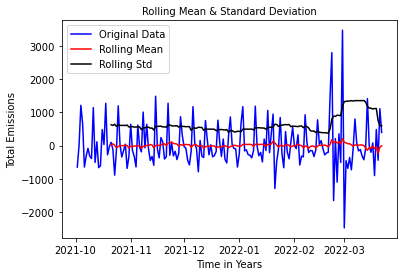 Rolling Mean & Standard Deviation
Original Data
Rolling Mean
Rolling Std
Total Emissions
3000
2000
1000
0
−1000
−2000
2021-10
2021-11
2021-12
2022-01
2022-02
2022-03
Time in Years